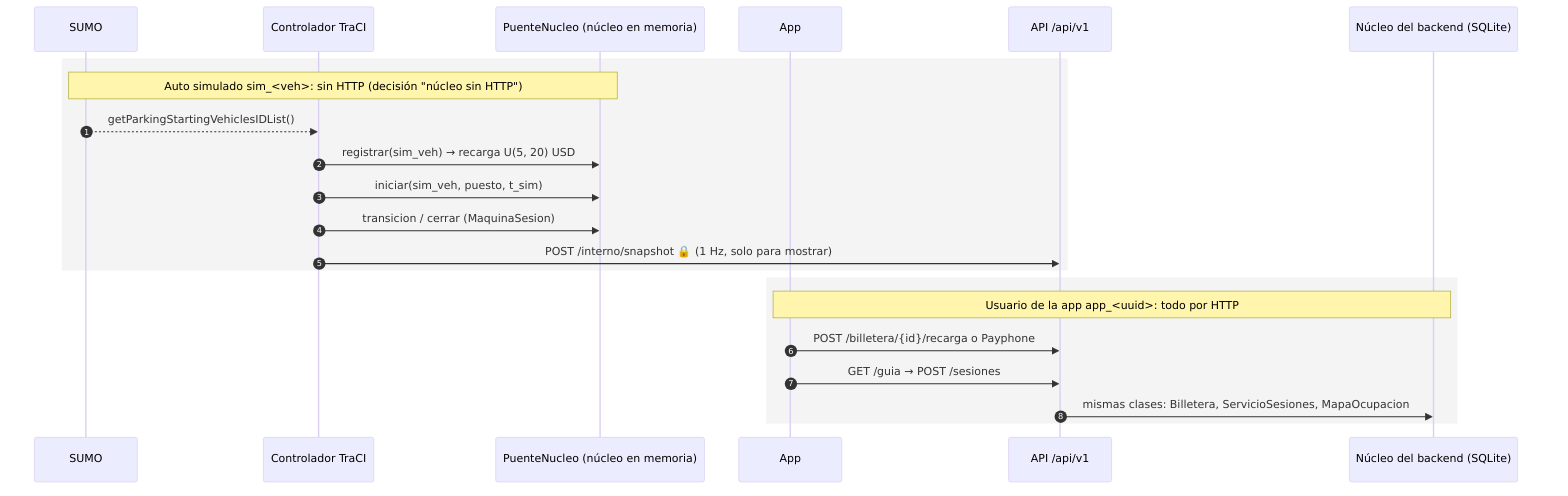 SUMO
Controlador TraCI
PuenteNucleo (núcleo en memoria)
App
API /api/v1
Núcleo del backend (SQLite)
Auto simulado sim_<veh>: sin HTTP (decisión "núcleo sin HTTP")
getParkingStartingVehiclesIDList()
1
registrar(sim_veh) → recarga U(5, 20) USD
2
iniciar(sim_veh, puesto, t_sim)
3
transicion / cerrar (MaquinaSesion)
4
POST /interno/snapshot 🔒 (1 Hz, solo para mostrar)
5
Usuario de la app app_<uuid>: todo por HTTP
POST /billetera/{id}/recarga o Payphone
6
GET /guia → POST /sesiones
7
mismas clases: Billetera, ServicioSesiones, MapaOcupacion
8
SUMO
Controlador TraCI
PuenteNucleo (núcleo en memoria)
App
API /api/v1
Núcleo del backend (SQLite)